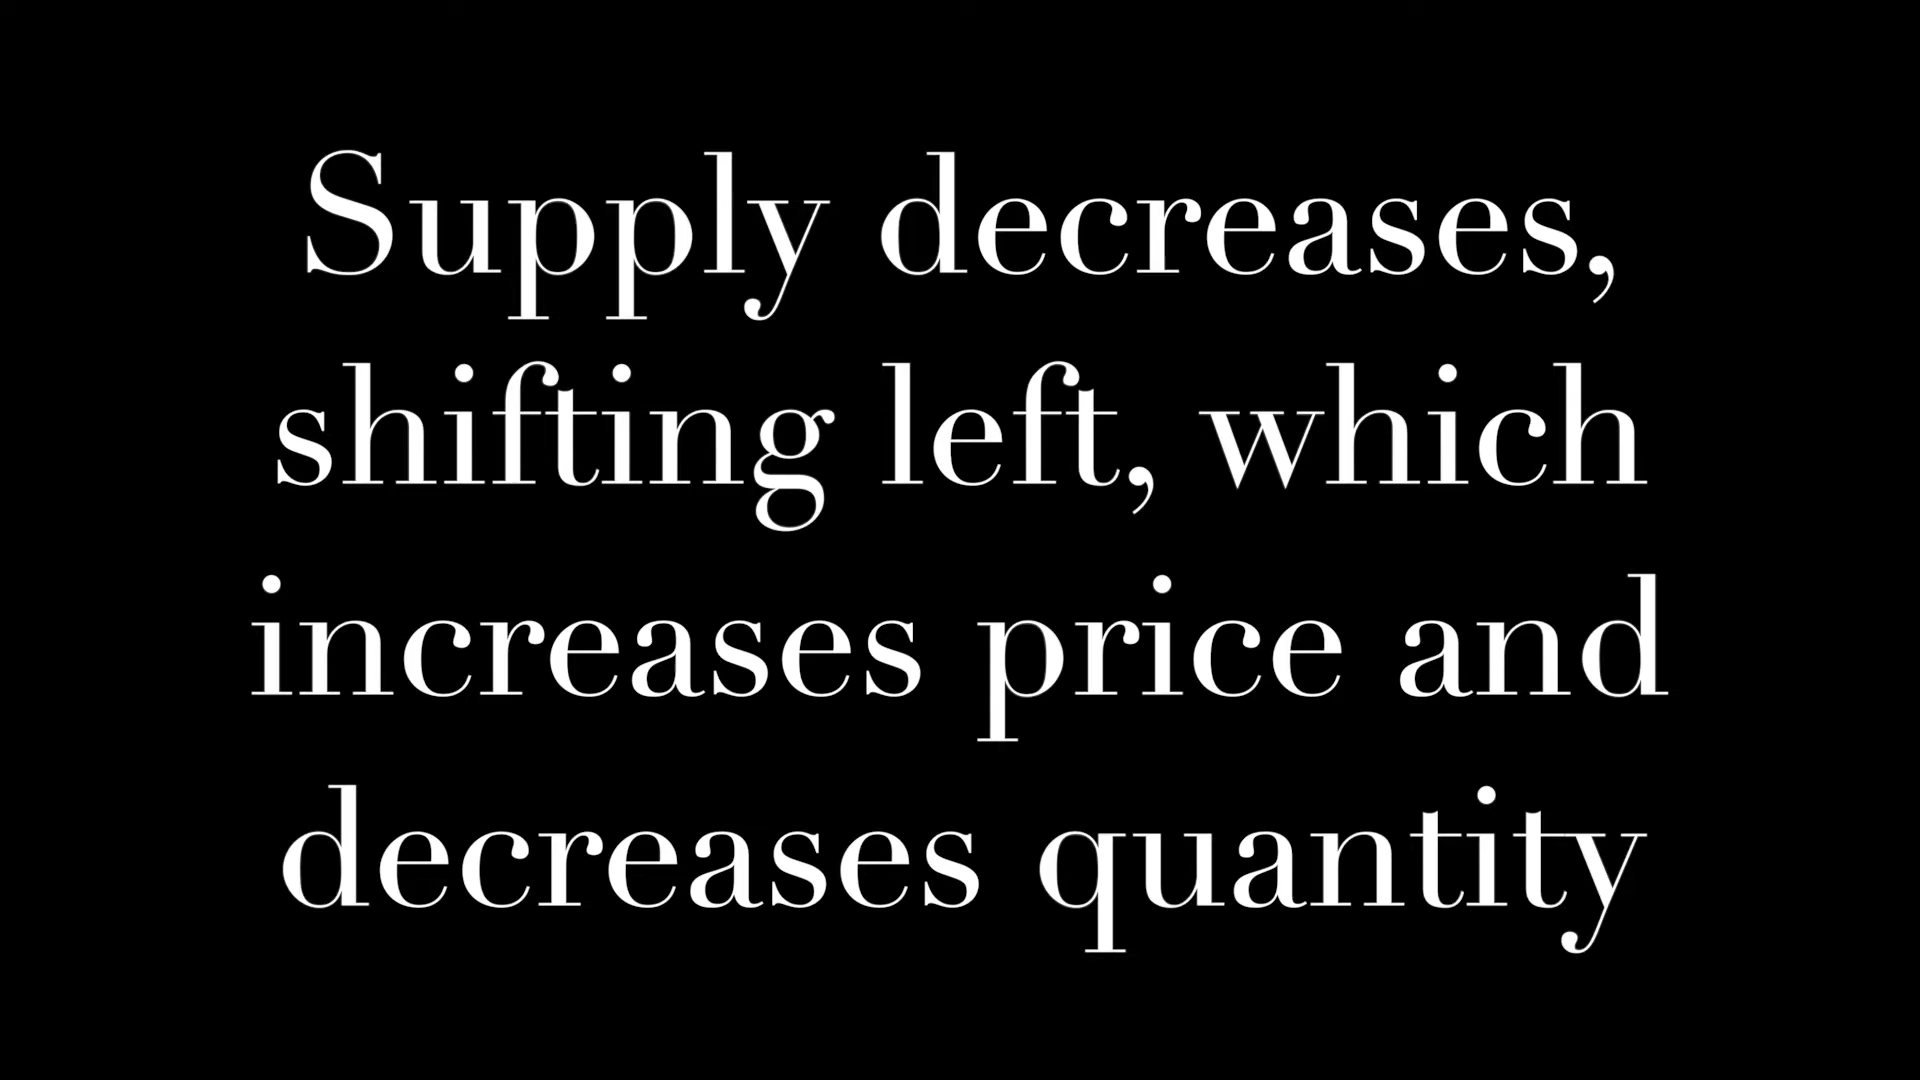 Supply decreases,
shifting left, which
increases price and
decreases quantity